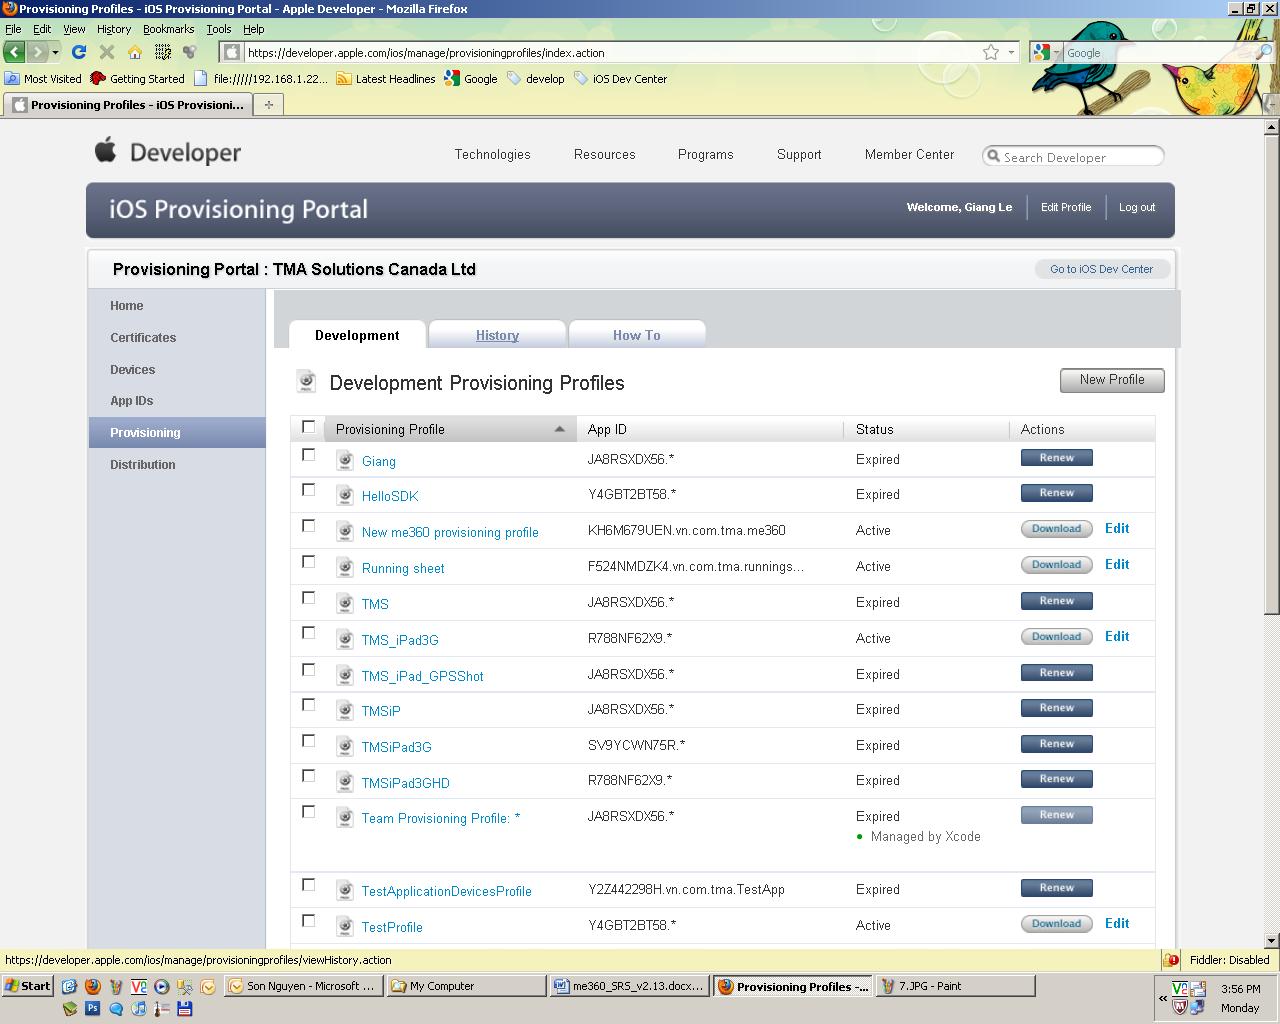 Provisioning Profiles - iOS Provisioning Portal - Apple Developer - Mozilla Firefox
File Edit View History Bookmarks Tools Help
https://developer.apple.com/ios/manage/provisioningprofiles/index.action
Google
Most Visited Getting Started file://///192.168.1.22... Latest Headlines Google develop iOS Dev Center
Provisioning Profiles - iOS Provisioni...
Developer
Technologies Resources Programs Support Member Center Search Developer
iOS Provisioning Portal
Welcome, Giang Le Edit Profile Log out
Provisioning Portal : TMA Solutions Canada Ltd
Go to iOS Dev Center
Home
Certificates
Devices
App IDs
Provisioning
Distribution
Development History How To
Development Provisioning Profiles
New Profile
Provisioning Profile App ID Status Actions
Giang JA8RSXDX56.* Expired Renew
HelloSDK Y4GBT2BT58.* Expired Renew
New me360 provisioning profile KH6M679UEN.vn.com.tma.me360 Active Download Edit
Running sheet F524NMDZK4.vn.com.tma.runnings... Active Download Edit
TMS JA8RSXDX56.* Expired Renew
TMS_iPad3G R788NF62X9.* Active Download Edit
TMS_iPad_GPSShot JA8RSXDX56.* Expired Renew
TMSiP JA8RSXDX56.* Expired Renew
TMSiPad3G SV9YCWN75R.* Expired Renew
TMSiPad3GHD R788NF62X9.* Expired Renew
Team Provisioning Profile: * JA8RSXDX56.* Expired Renew
Managed by Xcode
TestApplicationDevicesProfile Y2Z442298H.vn.com.tma.TestApp Expired Renew
TestProfile Y4GBT2BT58.* Active Download Edit
https://developer.apple.com/ios/manage/provisioningprofiles/viewHistory.action
Fiddler: Disabled
Start Son Nguyen - Microsoft ... My Computer me360_SRS_v2.13.docx... Provisioning Profiles -... 7.JPG - Paint
3:56 PM
Monday